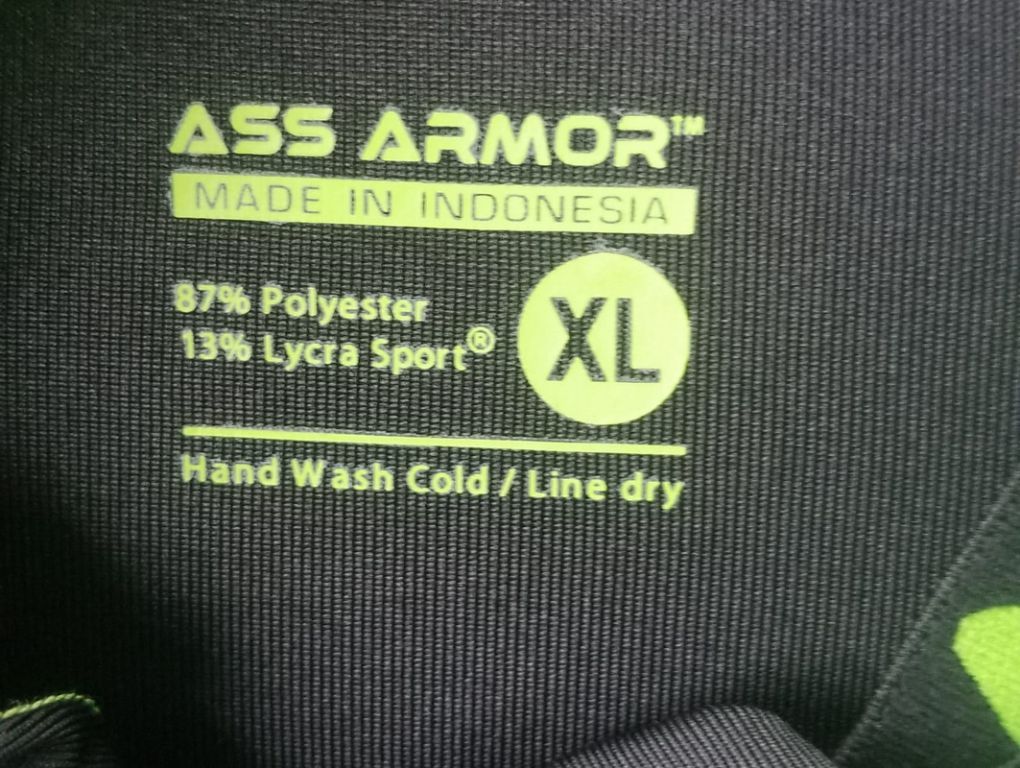 ASS ARMOR™
MADE IN INDONESIA
87% Polyester
13% Lycra Sport®
XL
Hand Wash Cold / Line dry